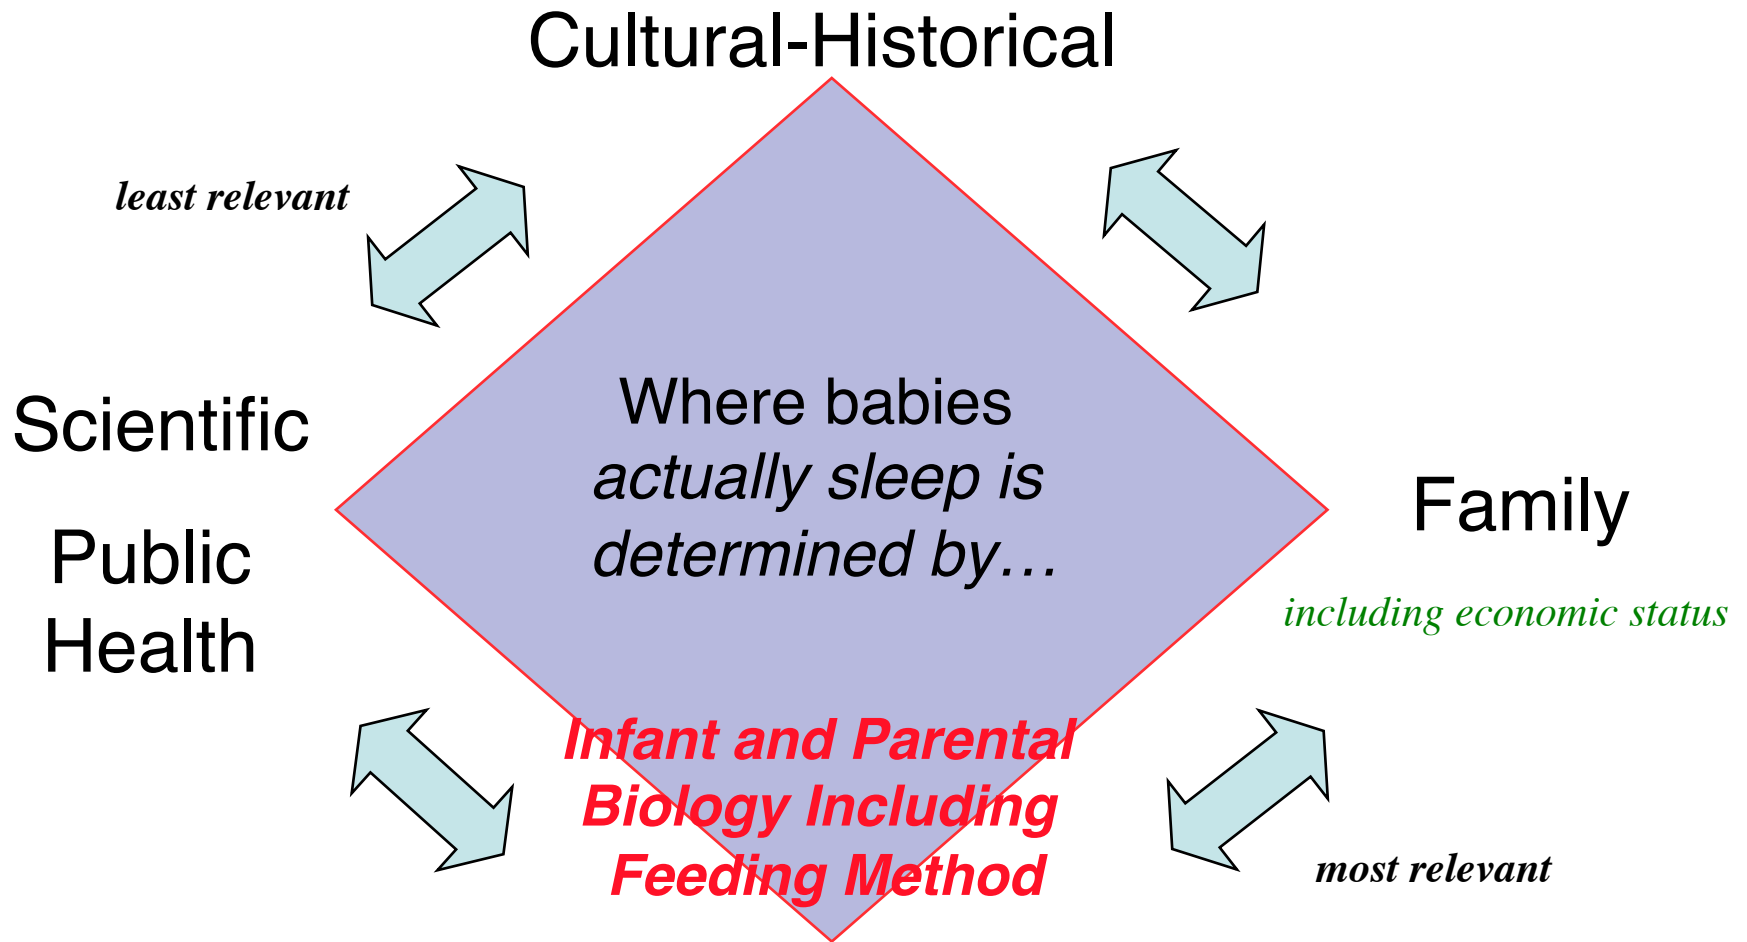 Cultural-Historical
least relevant
Scientific
Public
Health
Where babies
actually sleep is
determined by…
Family
including economic status
Infant and Parental
Biology Including
Feeding Method
most relevant